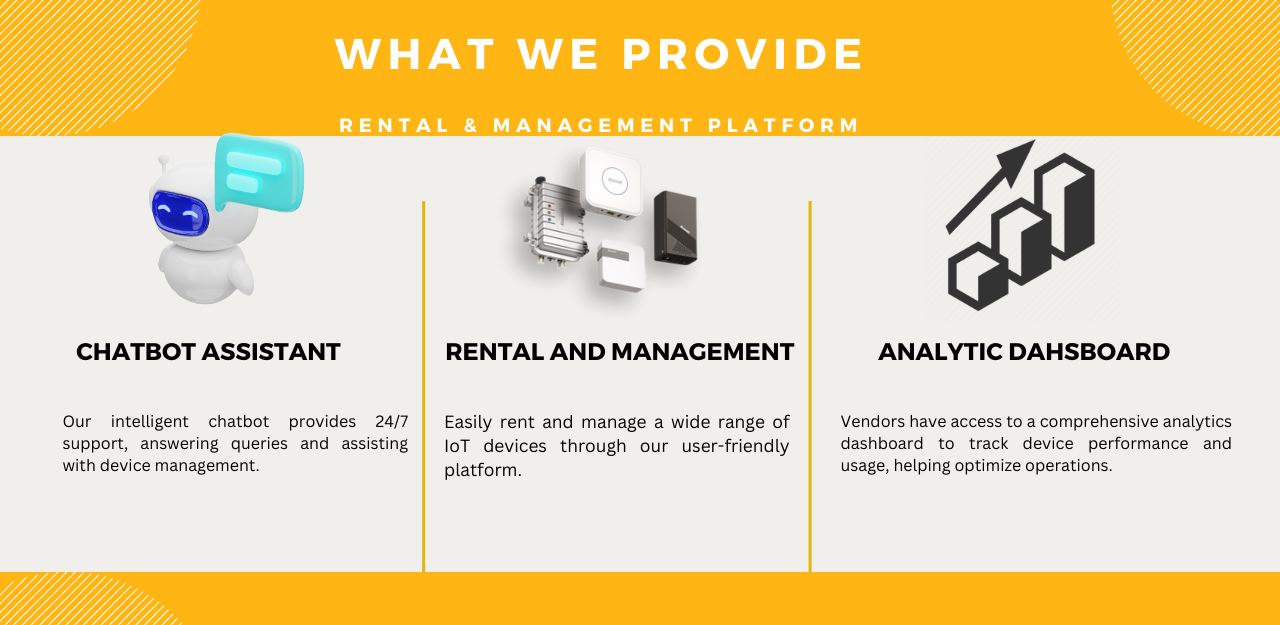 WHAT WE PROVIDE
RENTAL & MANAGEMENT PLATFORM
CHATBOT ASSISTANT
Our intelligent chatbot provides 24/7
support, answering queries and assisting
with device management.
RENTAL AND MANAGEMENT
Easily rent and manage a wide range of
IoT devices through our user-friendly
platform.
ANALYTIC DAHSBOARD
Vendors have access to a comprehensive analytics
dashboard to track device performance and
usage, helping optimize operations.